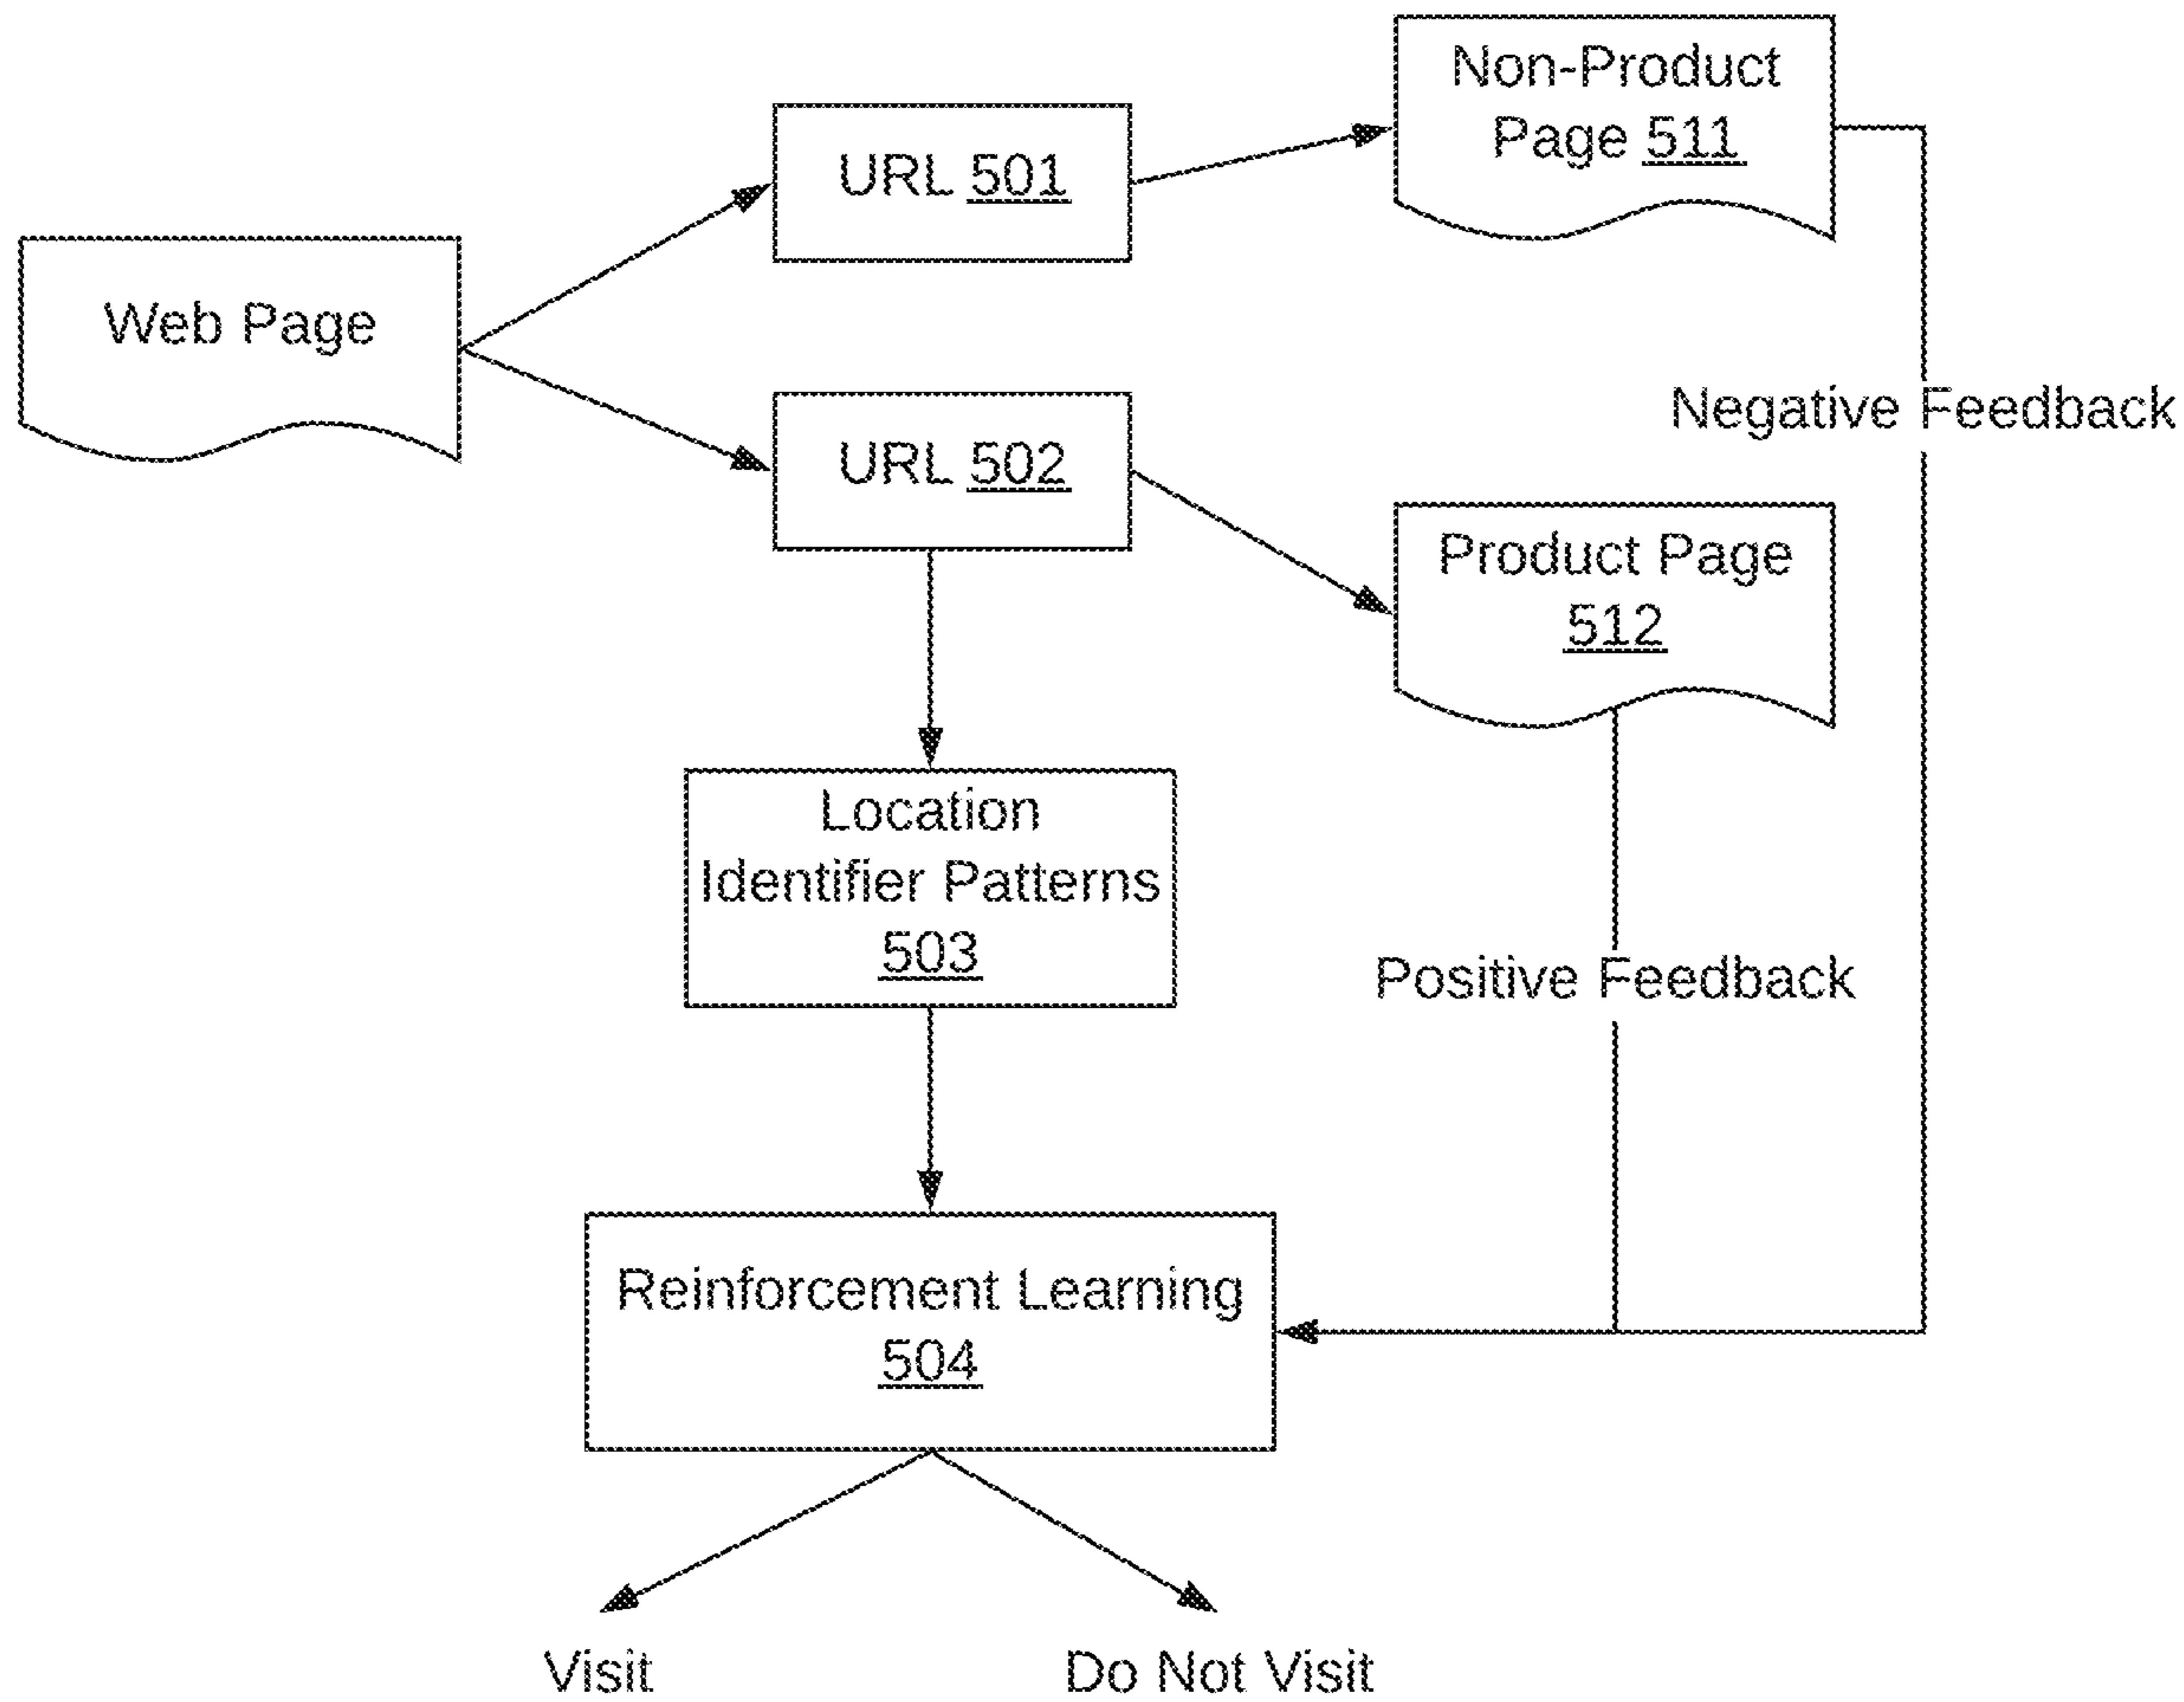 Non-Product
Page 511
URL 501
Web Page
Negative Feedback
URL 502
Product Page
512
Location
Identifier Patterns
503
Positive Feedback
Reinforcement Learning
504
Visit
Do Not Visit